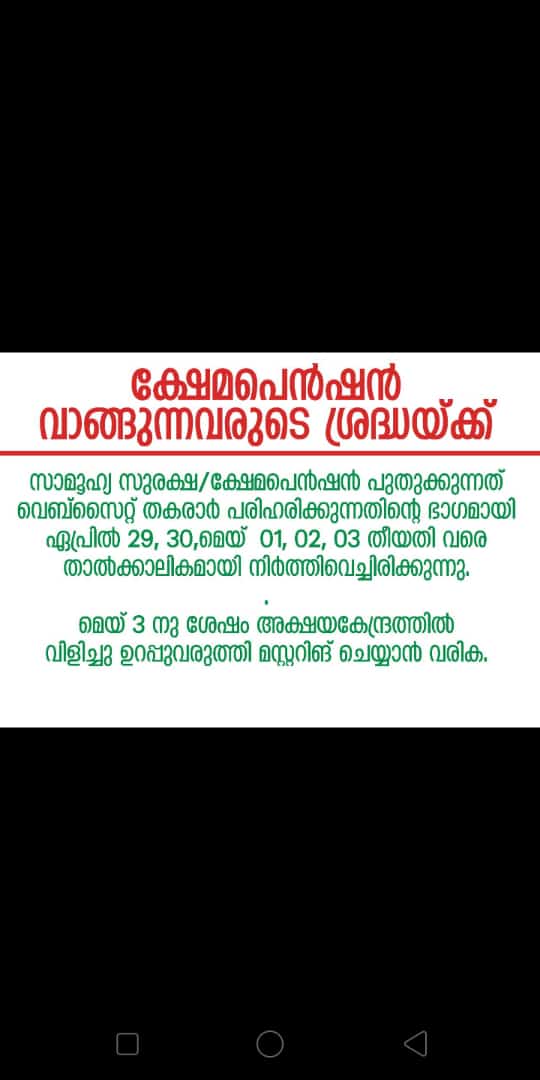 ക്ഷേമപെൻഷൻ
വാങ്ങുന്നവരുടെ ശ്രദ്ധയ്ക്ക്
സാമൂഹ്യ സുരക്ഷ/ക്ഷേമപെൻഷൻ പുതുക്കുന്നത്
വെബ്സൈറ്റ് തകരാർ പരിഹരിക്കുന്നതിന്റെ ഭാഗമായി
ഏപ്രിൽ 29, 30,മെയ് 01, 02, 03 തീയതി വരെ
താൽക്കാലികമായി നിർത്തിവെച്ചിരിക്കുന്നു.
.
മെയ് 3 നു ശേഷം അക്ഷയകേന്ദ്രത്തിൽ
വിളിച്ചു ഉറപ്പുവരുത്തി മസ്റ്ററിങ് ചെയ്യാൻ വരിക.